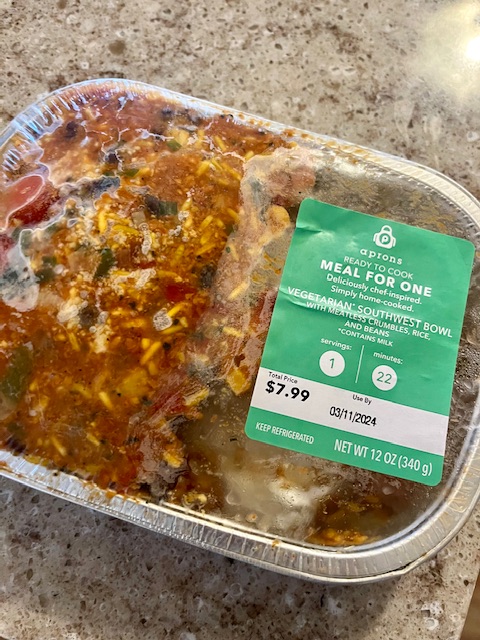 P
aprons
READY TO COOK
MEAL FOR ONE
Deliciously chef-inspired.
Simply home-cooked.
VEGETARIAN* SOUTHWEST BOWL
WITH MEATLESS CRUMBLES, RICE,
AND BEANS
*CONTAINS MILK
servings: minutes:
1 22
Total Price Use By
$7.99 03/11/2024
KEEP REFRIGERATED NET WT 12 OZ (340 g)